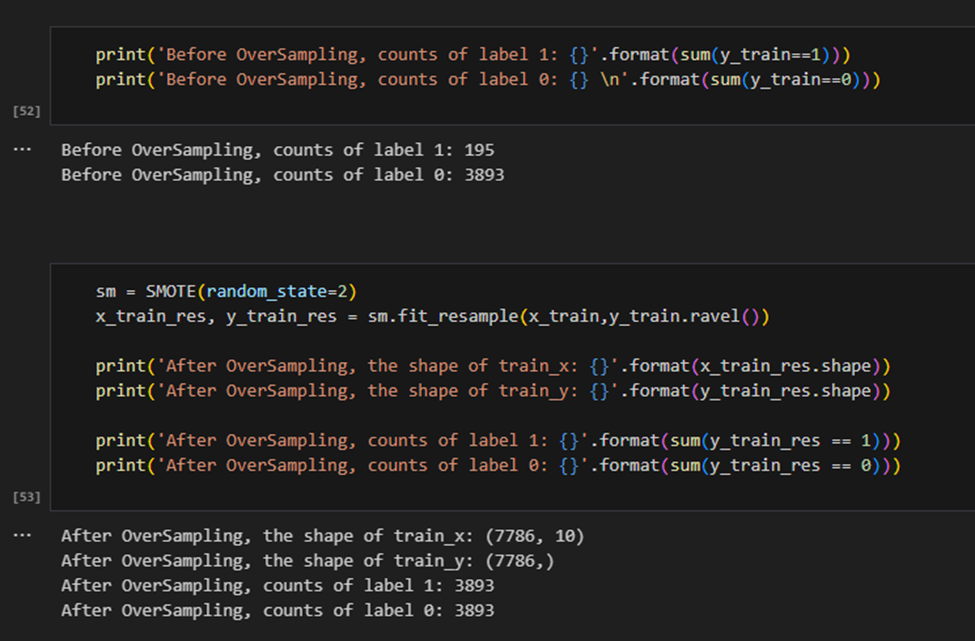 print('Before OverSampling, counts of label 1: {}'.format(sum(y_train==1)))
print('Before OverSampling, counts of label 0: {} \n'.format(sum(y_train==0)))
[52]
... Before OverSampling, counts of label 1: 195
Before OverSampling, counts of label 0: 3893
sm = SMOTE(random_state=2)
x_train_res, y_train_res = sm.fit_resample(x_train,y_train.ravel())
print('After OverSampling, the shape of train_x: {}'.format(x_train_res.shape))
print('After OverSampling, the shape of train_y: {}'.format(y_train_res.shape))
print('After OverSampling, counts of label 1: {}'.format(sum(y_train_res == 1)))
print('After OverSampling, counts of label 0: {}'.format(sum(y_train_res == 0)))
[53]
... After OverSampling, the shape of train_x: (7786, 10)
After OverSampling, the shape of train_y: (7786,)
After OverSampling, counts of label 1: 3893
After OverSampling, counts of label 0: 3893